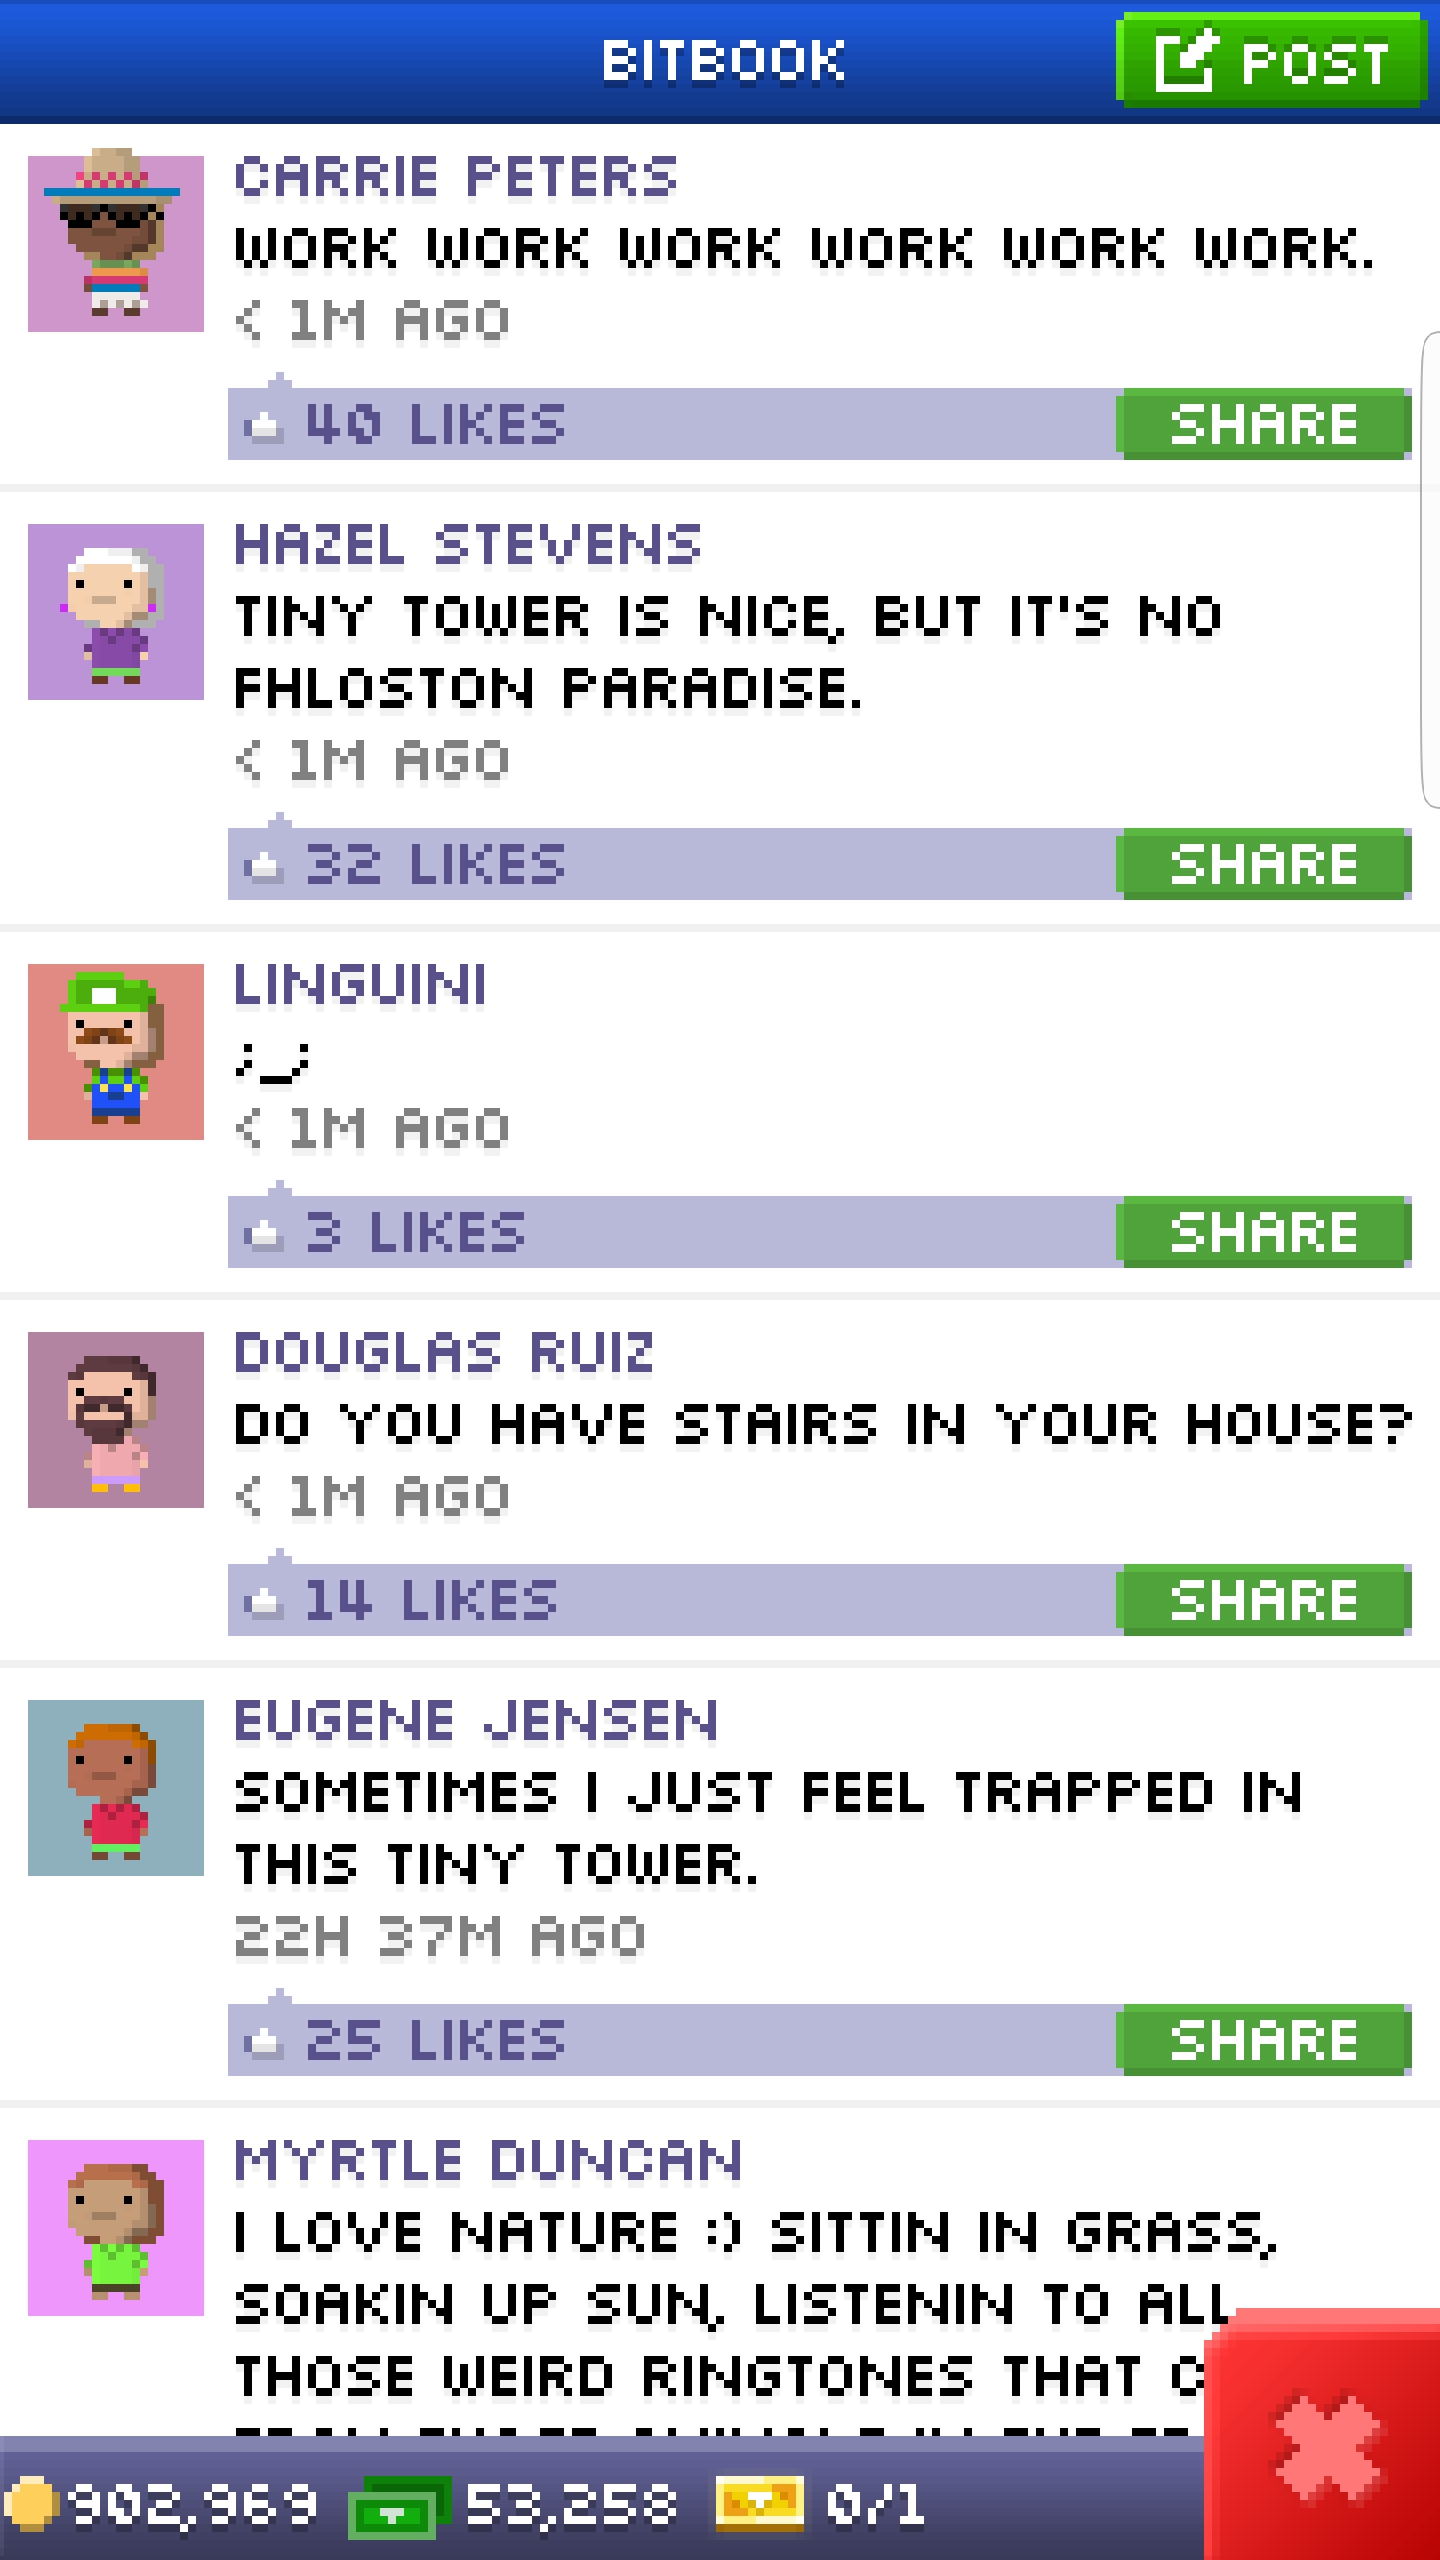 BITBOOK
POST
CARRIE PETERS
WORK WORK WORK WORK WORK WORK.
< 1M AGO
40 LIKES
SHARE
HAZEL STEVENS
TINY TOWER IS NICE, BUT IT'S NO
FHLOSTON PARADISE.
< 1M AGO
32 LIKES
SHARE
LINGUINI
;_;
< 1M AGO
3 LIKES
SHARE
DOUGLAS RUIZ
DO YOU HAVE STAIRS IN YOUR HOUSE?
< 1M AGO
14 LIKES
SHARE
EUGENE JENSEN
SOMETIMES I JUST FEEL TRAPPED IN
THIS TINY TOWER.
22H 37M AGO
25 LIKES
SHARE
MYRTLE DUNCAN
I LOVE NATURE :) SITTIN IN GRASS,
SOAKIN UP SUN, LISTENIN TO ALL
THOSE WEIRD RINGTONES THAT
902,969
53,258
0/1